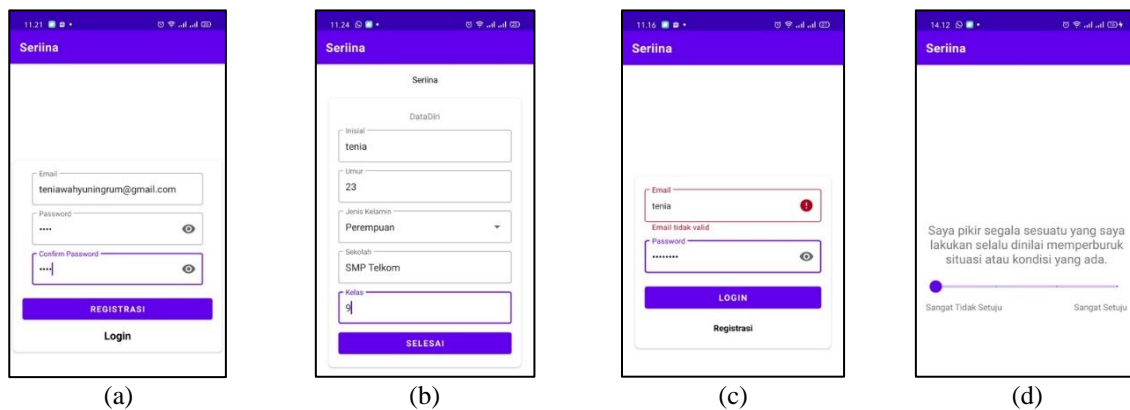 11.21
Seriina
Email
teniawahyuningrum@gmail.com
Password
••••
Confirm Password
••••
REGISTRASI
Login
(a)
11.24
Seriina
Seriina
DataDiri
Inisial
tenia
Umur
23
Jenis Kelamin
Perempuan
Sekolah
SMP Telkom
Kelas
9
SELESAI
(b)
11.16
Seriina
Email
tenia
Email tidak valid
Password
••••••••
LOGIN
Registrasi
(c)
14.12
Seriina
Saya pikir segala sesuatu yang saya
lakukan selalu dinilai memperburuk
situasi atau kondisi yang ada.
Sangat Tidak Setuju Sangat Setuju
(d)